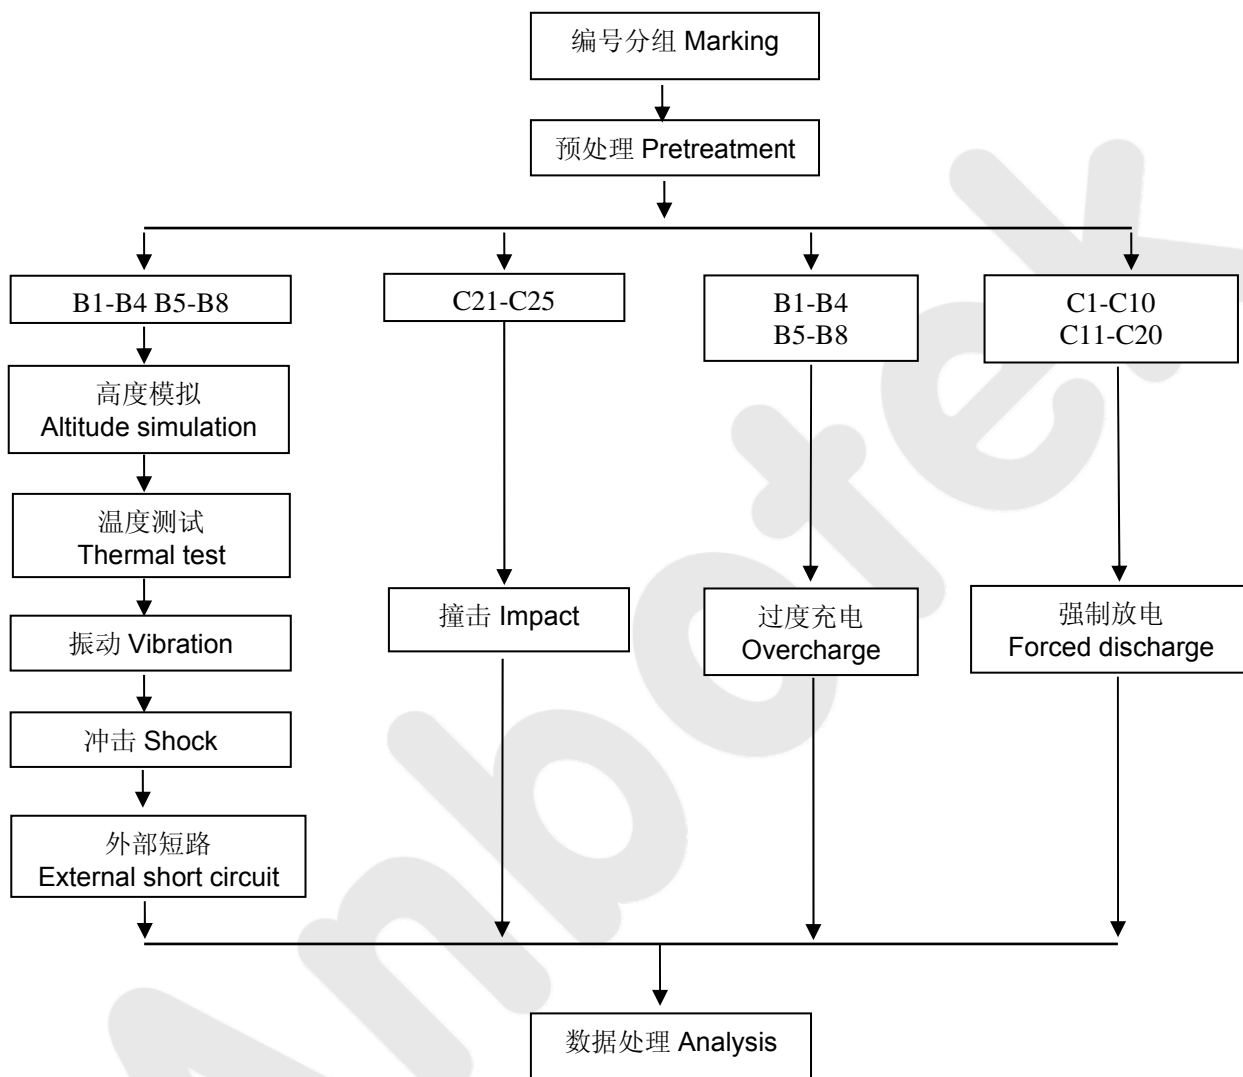 编号分组 Marking
预处理 Pretreatment
B1-B4 B5-B8
C21-C25
B1-B4
B5-B8
C1-C10
C11-C20
高度模拟
Altitude simulation
温度测试
Thermal test
振动 Vibration
冲击 Shock
外部短路
External short circuit
撞击 Impact
过度充电
Overcharge
强制放电
Forced discharge
数据处理 Analysis
Anbotek